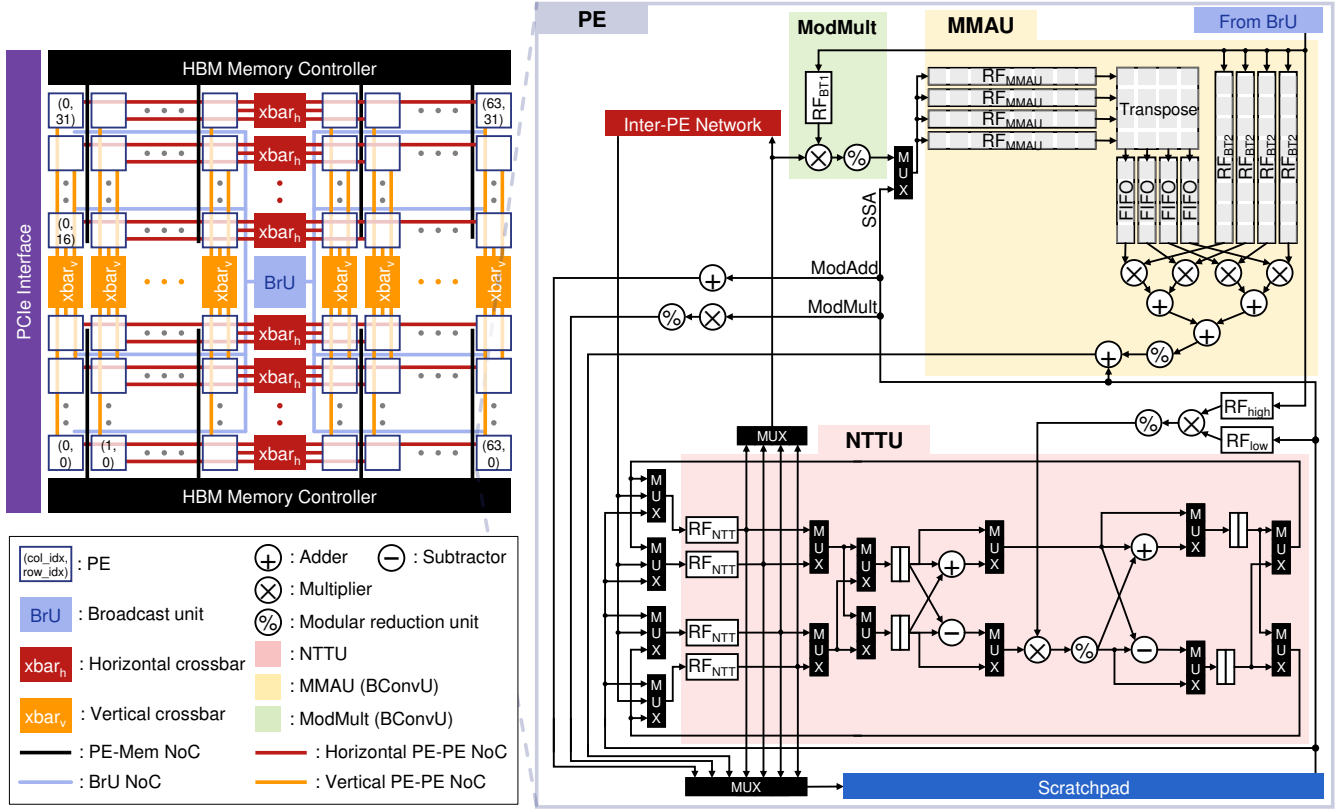 PCIe Interface
HBM Memory Controller
(0,
31)
xbarh
(63,
31)
xbarh
(0,
16)
xbarh
xbarv
xbarv
xbarv
BrU
xbarv
xbarv
xbarv
xbarh
xbarh
(0,
0)
(1,
0)
xbarh
(63,
0)
HBM Memory Controller
(col_idx,
row_idx)
: PE
BrU
: Broadcast unit
xbarh
: Horizontal crossbar
xbarv
: Vertical crossbar
: PE-Mem NoC
: BrU NoC
: Adder
: Subtractor
: Multiplier
: Modular reduction unit
: NTTU
: MMAU (BConvU)
: ModMult (BConvU)
: Horizontal PE-PE NoC
: Vertical PE-PE NoC
PE
ModMult
MMAU
From BrU
RFBT1
RFMMAU
RFMMAU
RFMMAU
RFMMAU
Transpose
RFBT2
RFBT2
RFBT2
RFBT2
FIFO
FIFO
FIFO
FIFO
Inter-PE Network
MUX
SSA
ModAdd
ModMult
RFhigh
RFlow
MUX
NTTU
MUX
MUX
MUX
MUX
RFNTT
RFNTT
RFNTT
RFNTT
MUX
MUX
MUX
MUX
MUX
MUX
MUX
MUX
MUX
MUX
MUX
Scratchpad